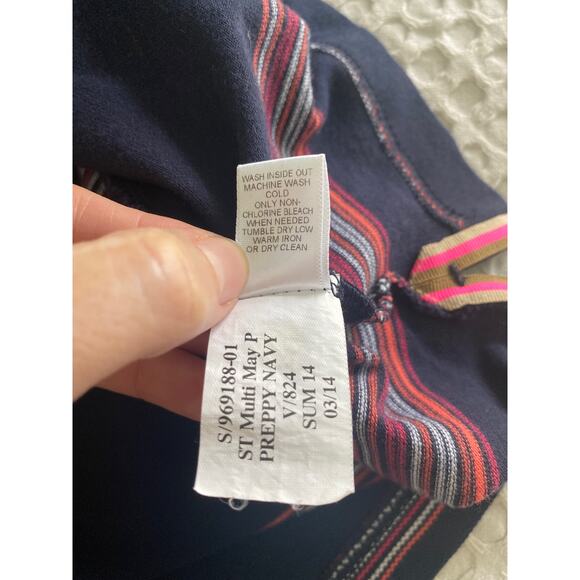 WASH INSIDE OUT
MACHINE WASH
COLD
ONLY NON-
CHLORINE BLEACH
WHEN NEEDED
TUMBLE DRY LOW
WARM IRON
OR DRY CLEAN
S/969188-01
ST Multi May P
PREPPY NAVY
V/824
SUM 14
03/14